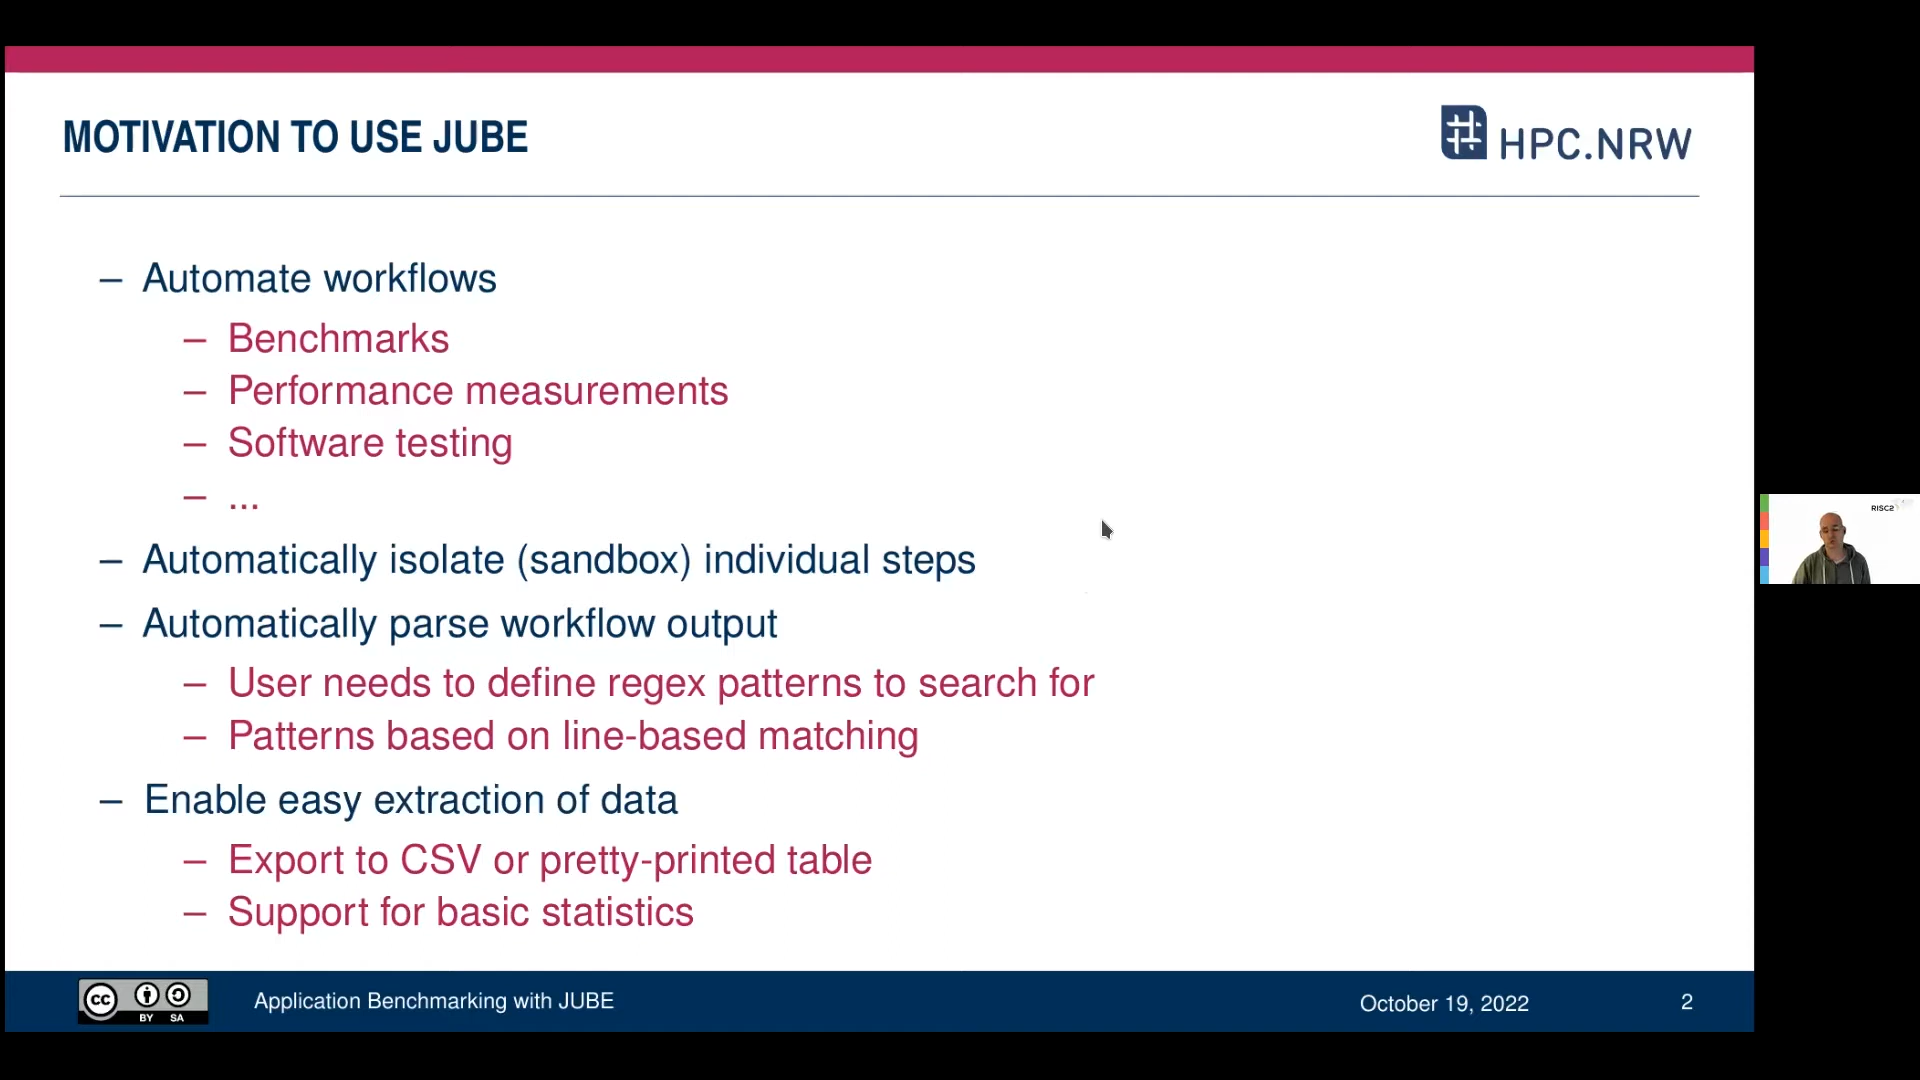 MOTIVATION TO USE JUBE
HPC.NRW
– Automate workflows
– Benchmarks
– Performance measurements
– Software testing
– ...
– Automatically isolate (sandbox) individual steps
– Automatically parse workflow output
– User needs to define regex patterns to search for
– Patterns based on line-based matching
– Enable easy extraction of data
– Export to CSV or pretty-printed table
– Support for basic statistics
RISC2
cc
BY SA
Application Benchmarking with JUBE
October 19, 2022
2